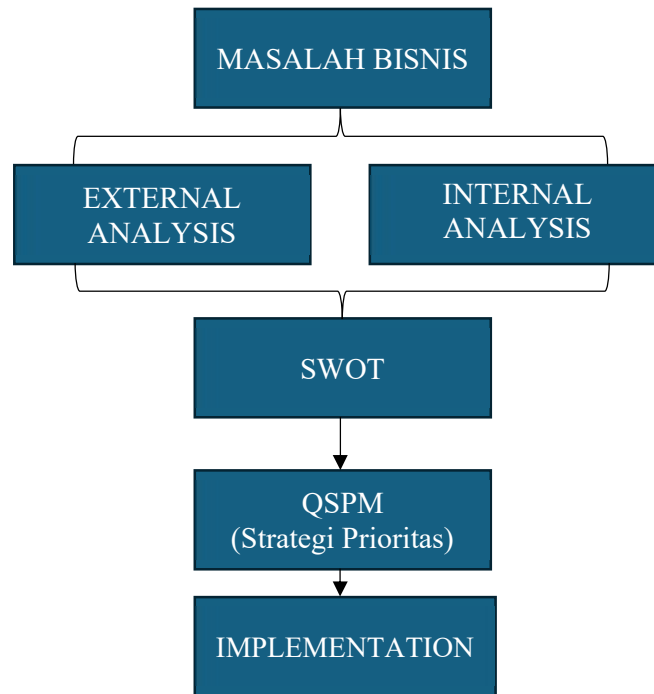 MASALAH BISNIS
EXTERNAL
ANALYSIS
INTERNAL
ANALYSIS
SWOT
QSPM
(Strategi Prioritas)
IMPLEMENTATION